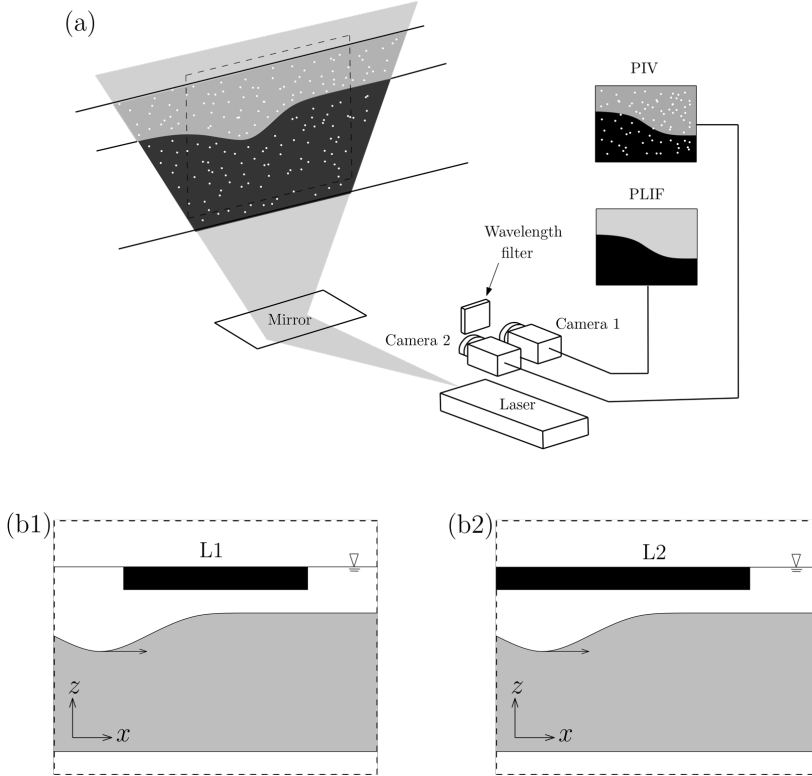 (a)
PIV
PLIF
Wavelength
filter
Mirror
Camera 2
Camera 1
Laser
(b1)
L1
z
x
(b2)
L2
z
x